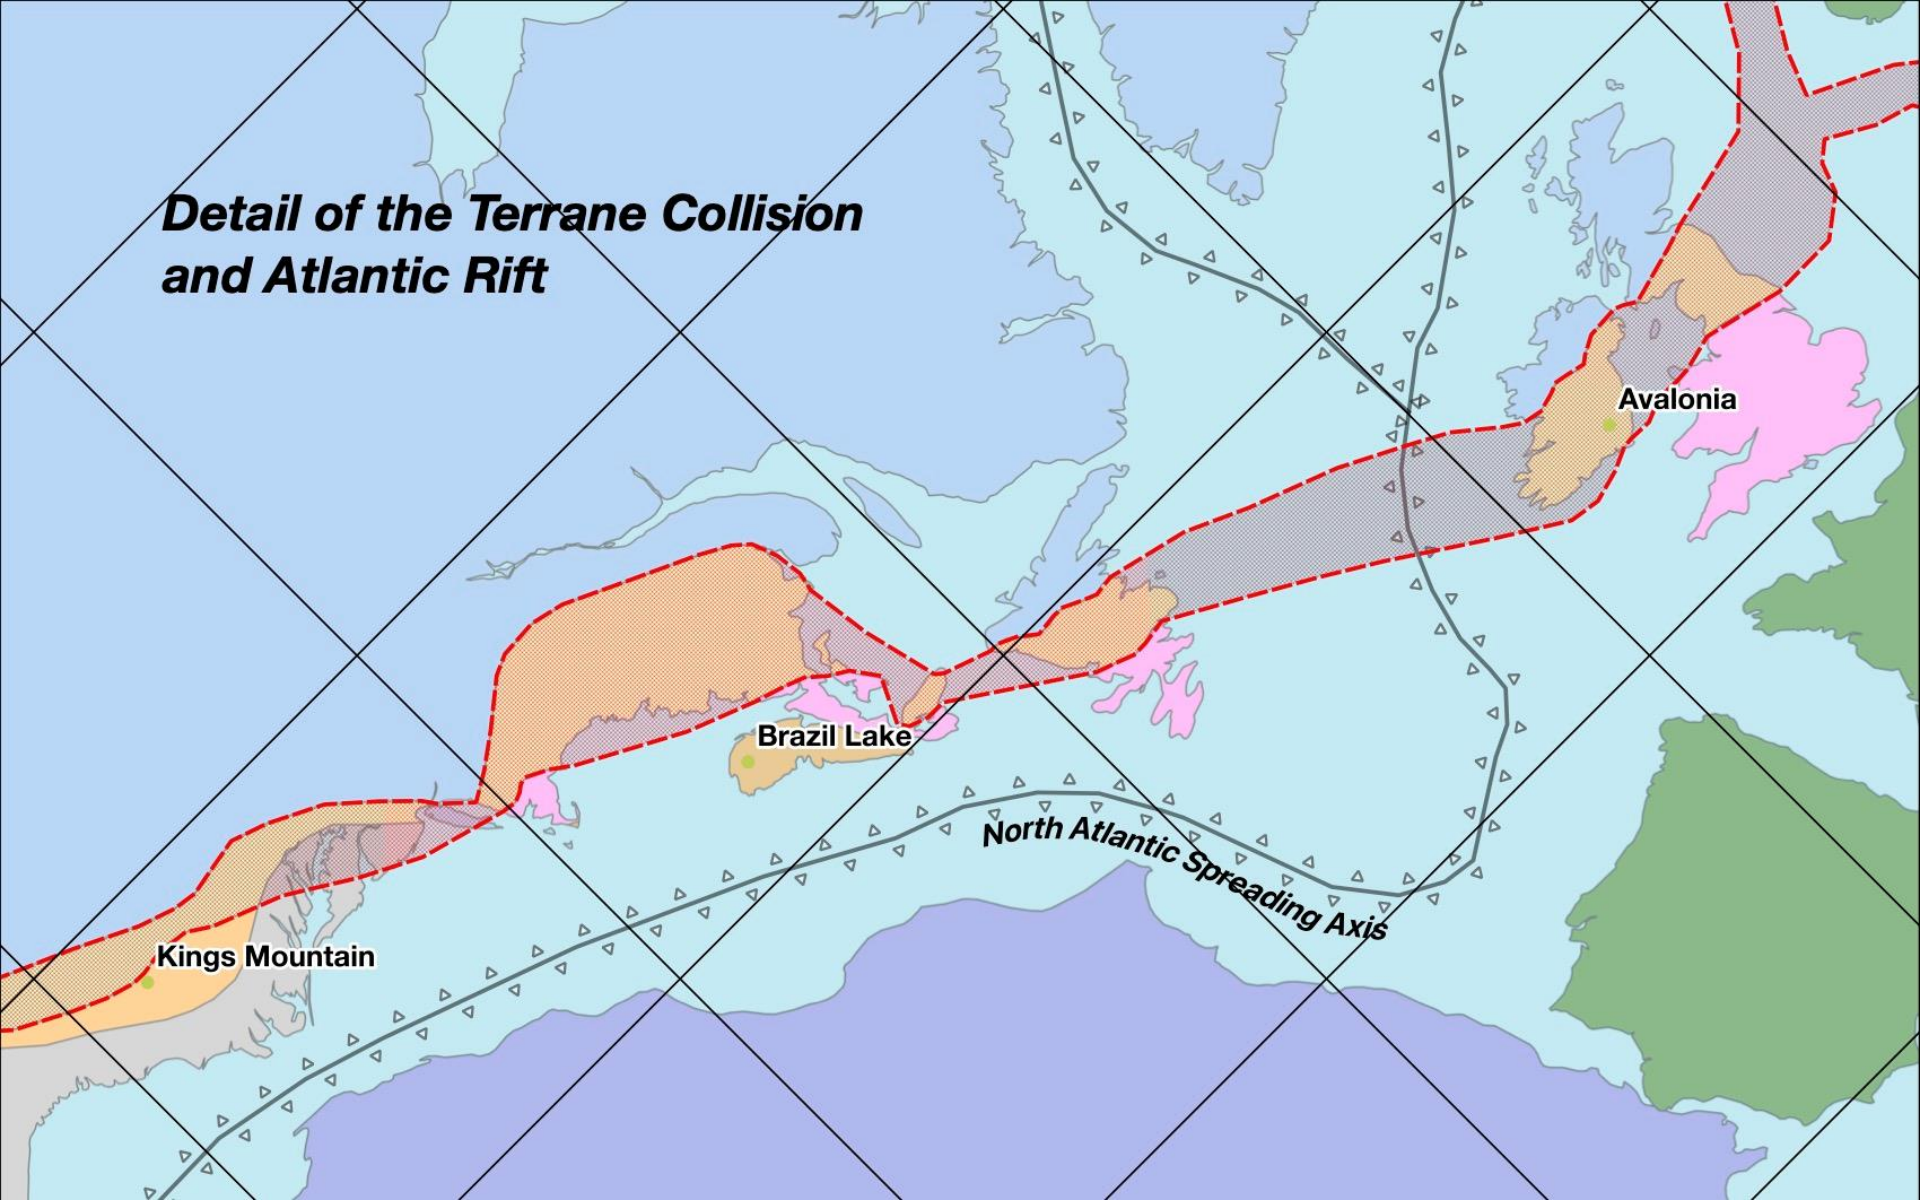 Detail of the Terrane Collision
and Atlantic Rift
Avalonia
Brazil Lake
North Atlantic Spreading Axis
Kings Mountain